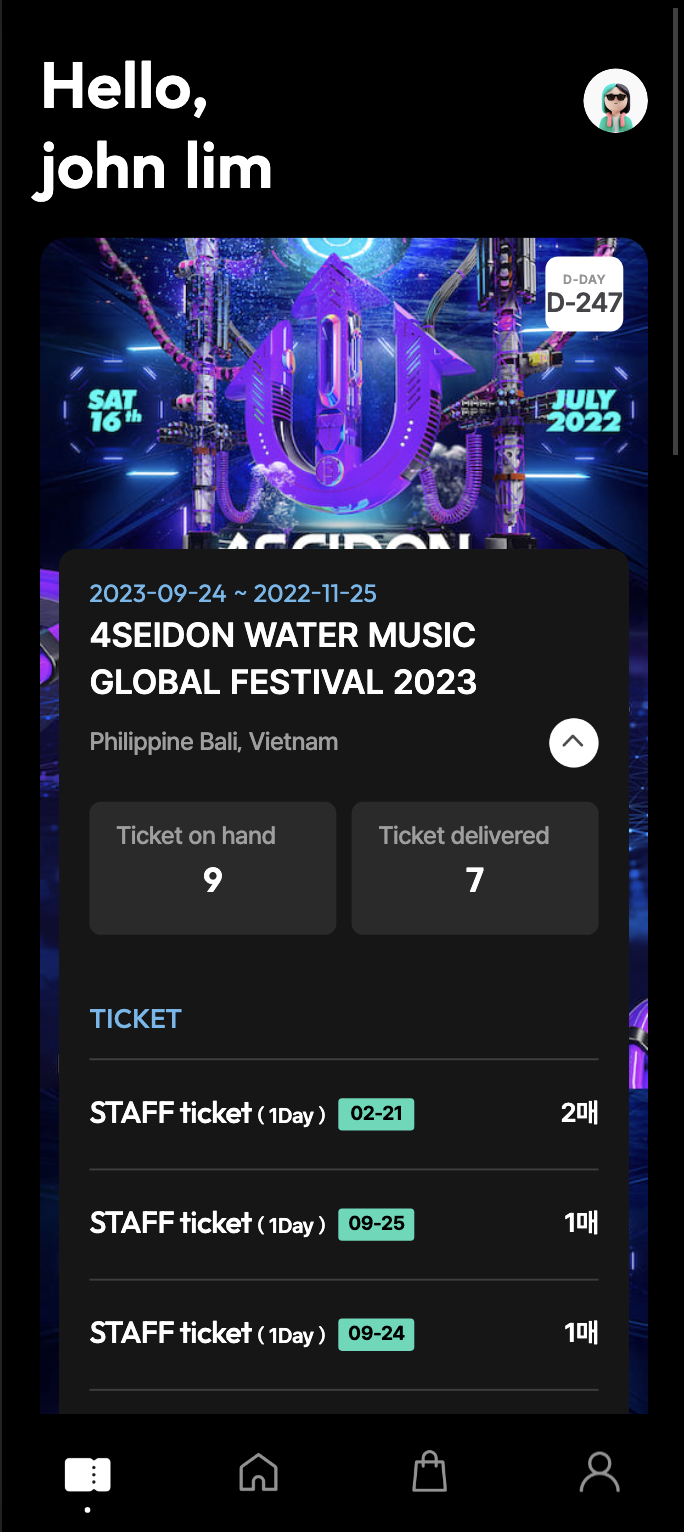 Hello,
john lim
D-DAY
D-247
SAT
16th
JULY
2022
4SEIDON
2023-09-24 ~ 2022-11-25
4SEIDON WATER MUSIC
GLOBAL FESTIVAL 2023
Philippine Bali, Vietnam
Ticket on hand
9
Ticket delivered
7
TICKET
STAFF ticket ( 1Day ) 02-21 2매
STAFF ticket ( 1Day ) 09-25 1매
STAFF ticket ( 1Day ) 09-24 1매